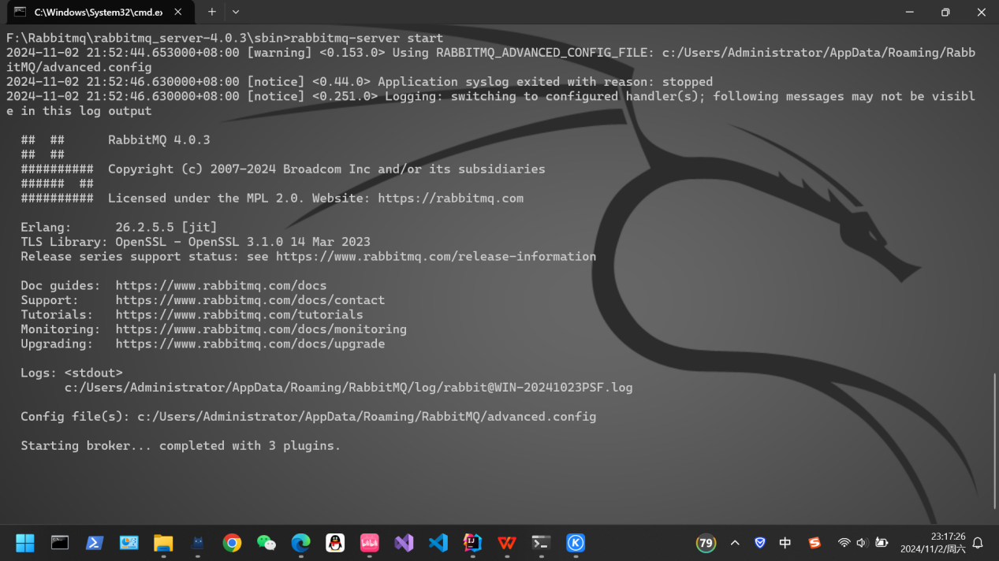 C:\Windows\System32\cmd.ex
F:\Rabbitmq\rabbitmq_server-4.0.3\sbin>rabbitmq-server start
2024-11-02 21:52:44.653000+08:00 [warning] <0.153.0> Using RABBITMQ_ADVANCED_CONFIG_FILE: c:/Users/Administrator/AppData/Roaming/Rabb
itMQ/advanced.config
2024-11-02 21:52:46.630000+08:00 [notice] <0.44.0> Application syslog exited with reason: stopped
2024-11-02 21:52:46.630000+08:00 [notice] <0.251.0> Logging: switching to configured handler(s); following messages may not be visibl
e in this log output
##  ##      RabbitMQ 4.0.3
##  ##
##########  Copyright (c) 2007-2024 Broadcom Inc and/or its subsidiaries
######  ##
##########  Licensed under the MPL 2.0. Website: https://rabbitmq.com
Erlang:      26.2.5.5 [jit]
TLS Library: OpenSSL - OpenSSL 3.1.0 14 Mar 2023
Release series support status: see https://www.rabbitmq.com/release-information
Doc guides:  https://www.rabbitmq.com/docs
Support:     https://www.rabbitmq.com/docs/contact
Tutorials:   https://www.rabbitmq.com/tutorials
Monitoring:  https://www.rabbitmq.com/docs/monitoring
Upgrading:   https://www.rabbitmq.com/docs/upgrade
Logs: <stdout>
c:/Users/Administrator/AppData/Roaming/RabbitMQ/log/rabbit@WIN-20241023PSF.log
Config file(s): c:/Users/Administrator/AppData/Roaming/RabbitMQ/advanced.config
Starting broker... completed with 3 plugins.
79
中
23:17:26
2024/11/2/周六